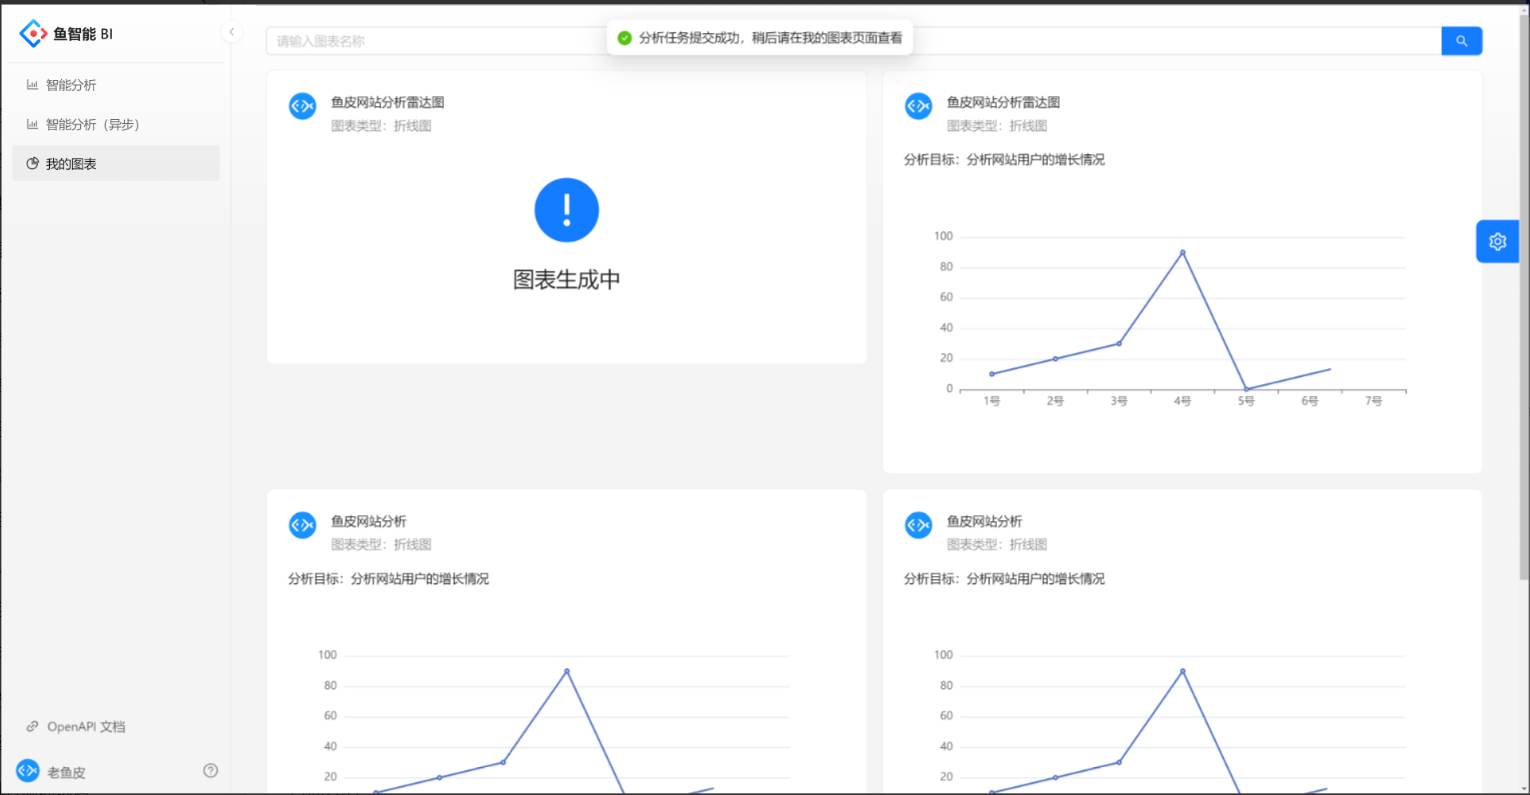 鱼智能 BI
智能分析
智能分析（异步）
我的图表
OpenAPI 文档
老鱼皮
请输入图表名称
分析任务提交成功，稍后请在我的图表页面查看
鱼皮网站分析雷达图
图表类型：折线图
图表生成中
鱼皮网站分析雷达图
图表类型：折线图
分析目标：分析网站用户的增长情况
100
80
60
40
20
0
1号 2号 3号 4号 5号 6号 7号
鱼皮网站分析
图表类型：折线图
分析目标：分析网站用户的增长情况
100
80
60
40
20
鱼皮网站分析
图表类型：折线图
分析目标：分析网站用户的增长情况
100
80
60
40
20